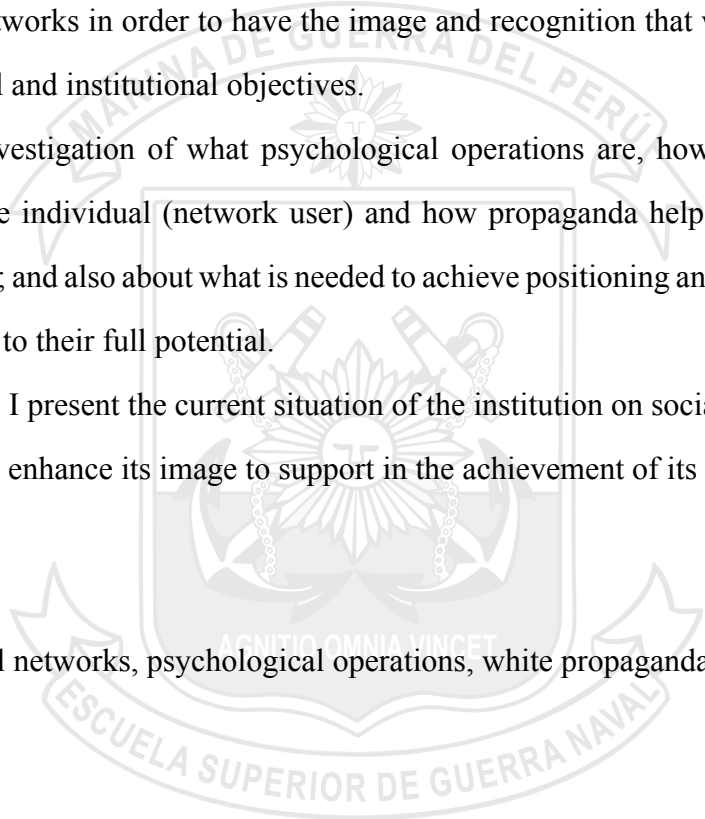 MARINA DE GUERRA DEL PERÚ
tworks in order to have the image and recognition that
l and institutional objectives.
vestigation of what psychological operations are, how
e individual (network user) and how propaganda help
; and also about what is needed to achieve positioning an
to their full potential.
I present the current situation of the institution on socia
enhance its image to support in the achievement of its
AGNITIO OMNIA VINCET
l networks, psychological operations, white propaganda
ESCUELA SUPERIOR DE GUERRA NAVAL